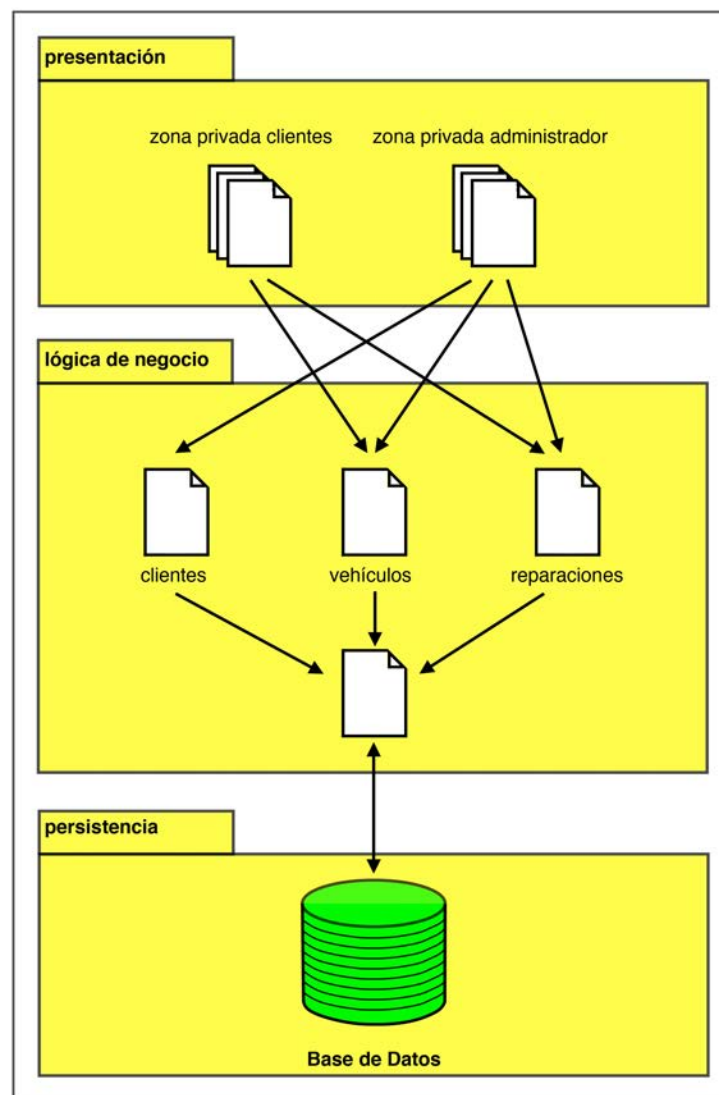 presentación
zona privada clientes
zona privada administrador
lógica de negocio
clientes
vehículos
reparaciones
persistencia
Base de Datos